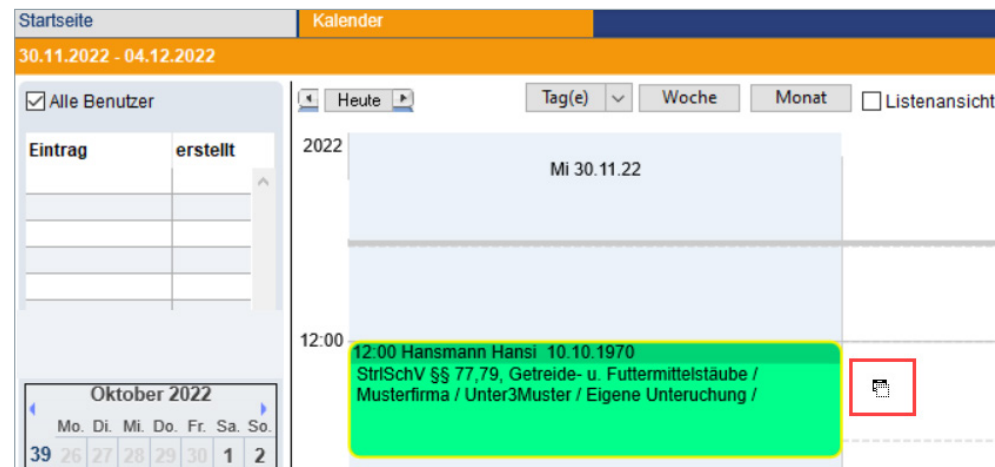 Startseite
Kalender
30.11.2022 - 04.12.2022
Alle Benutzer
Eintrag erstellt
Heute
Tag(e)
Woche
Monat
Listenansicht
2022
Mi 30.11.22
12:00
12:00 Hansmann Hansi 10.10.1970
StrlSchV §§ 77,79, Getreide- u. Futtermittelstäube /
Musterfirma / Unter3Muster / Eigene Unteruchung /
Oktober 2022
Mo. Di. Mi. Do. Fr. Sa. So.
39 26 27 28 29 30 1 2